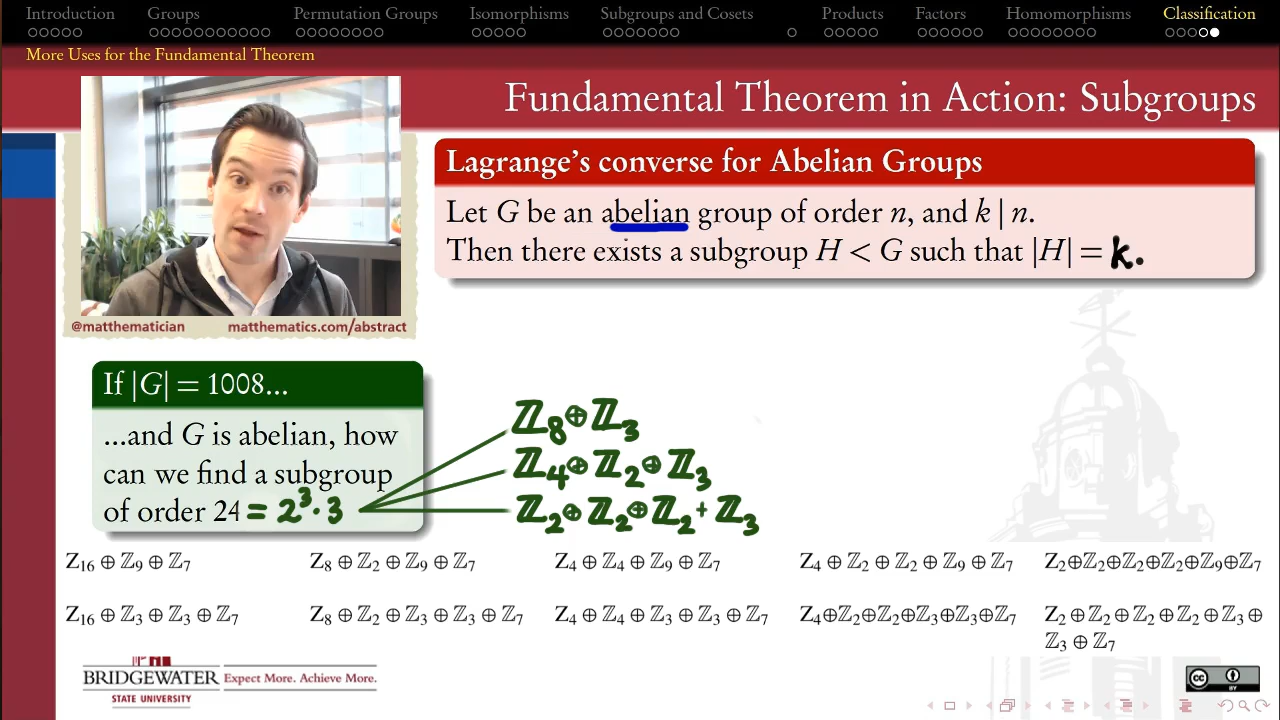 Introduction Groups Permutation Groups Isomorphisms Subgroups and Cosets Products Factors Homomorphisms Classification
More Uses for the Fundamental Theorem
Fundamental Theorem in Action: Subgroups
Lagrange's converse for Abelian Groups
Let G be an abelian group of order n, and k | n.
Then there exists a subgroup H < G such that |H| = k.
@matthematician matthematics.com/abstract
If |G| = 1008...
...and G is abelian, how
can we find a subgroup
of order 24 = 2³·3
ℤ₈⊕ℤ₃
ℤ₄⊕ℤ₂⊕ℤ₃
ℤ₂⊕ℤ₂⊕ℤ₂+ℤ₃
Z₁₆ ⊕ ℤ₉ ⊕ ℤ₇ Z₈ ⊕ ℤ₂ ⊕ ℤ₉ ⊕ ℤ₇ Z₄ ⊕ ℤ₄ ⊕ ℤ₉ ⊕ ℤ₇ Z₄ ⊕ ℤ₂ ⊕ ℤ₂ ⊕ ℤ₉ ⊕ ℤ₇ Z₂⊕ℤ₂⊕ℤ₂⊕ℤ₂⊕ℤ₉⊕ℤ₇
Z₁₆ ⊕ ℤ₃ ⊕ ℤ₃ ⊕ ℤ₇ Z₈ ⊕ ℤ₂ ⊕ ℤ₃ ⊕ ℤ₃ ⊕ ℤ₇ Z₄ ⊕ ℤ₄ ⊕ ℤ₃ ⊕ ℤ₃ ⊕ ℤ₇ Z₄⊕ℤ₂⊕ℤ₂⊕ℤ₃⊕ℤ₃⊕ℤ₇ Z₂ ⊕ ℤ₂ ⊕ ℤ₂ ⊕ ℤ₂ ⊕ ℤ₃ ⊕
ℤ₃ ⊕ ℤ₇
BRIDGEWATER Expect More. Achieve More.
STATE UNIVERSITY
cc BY